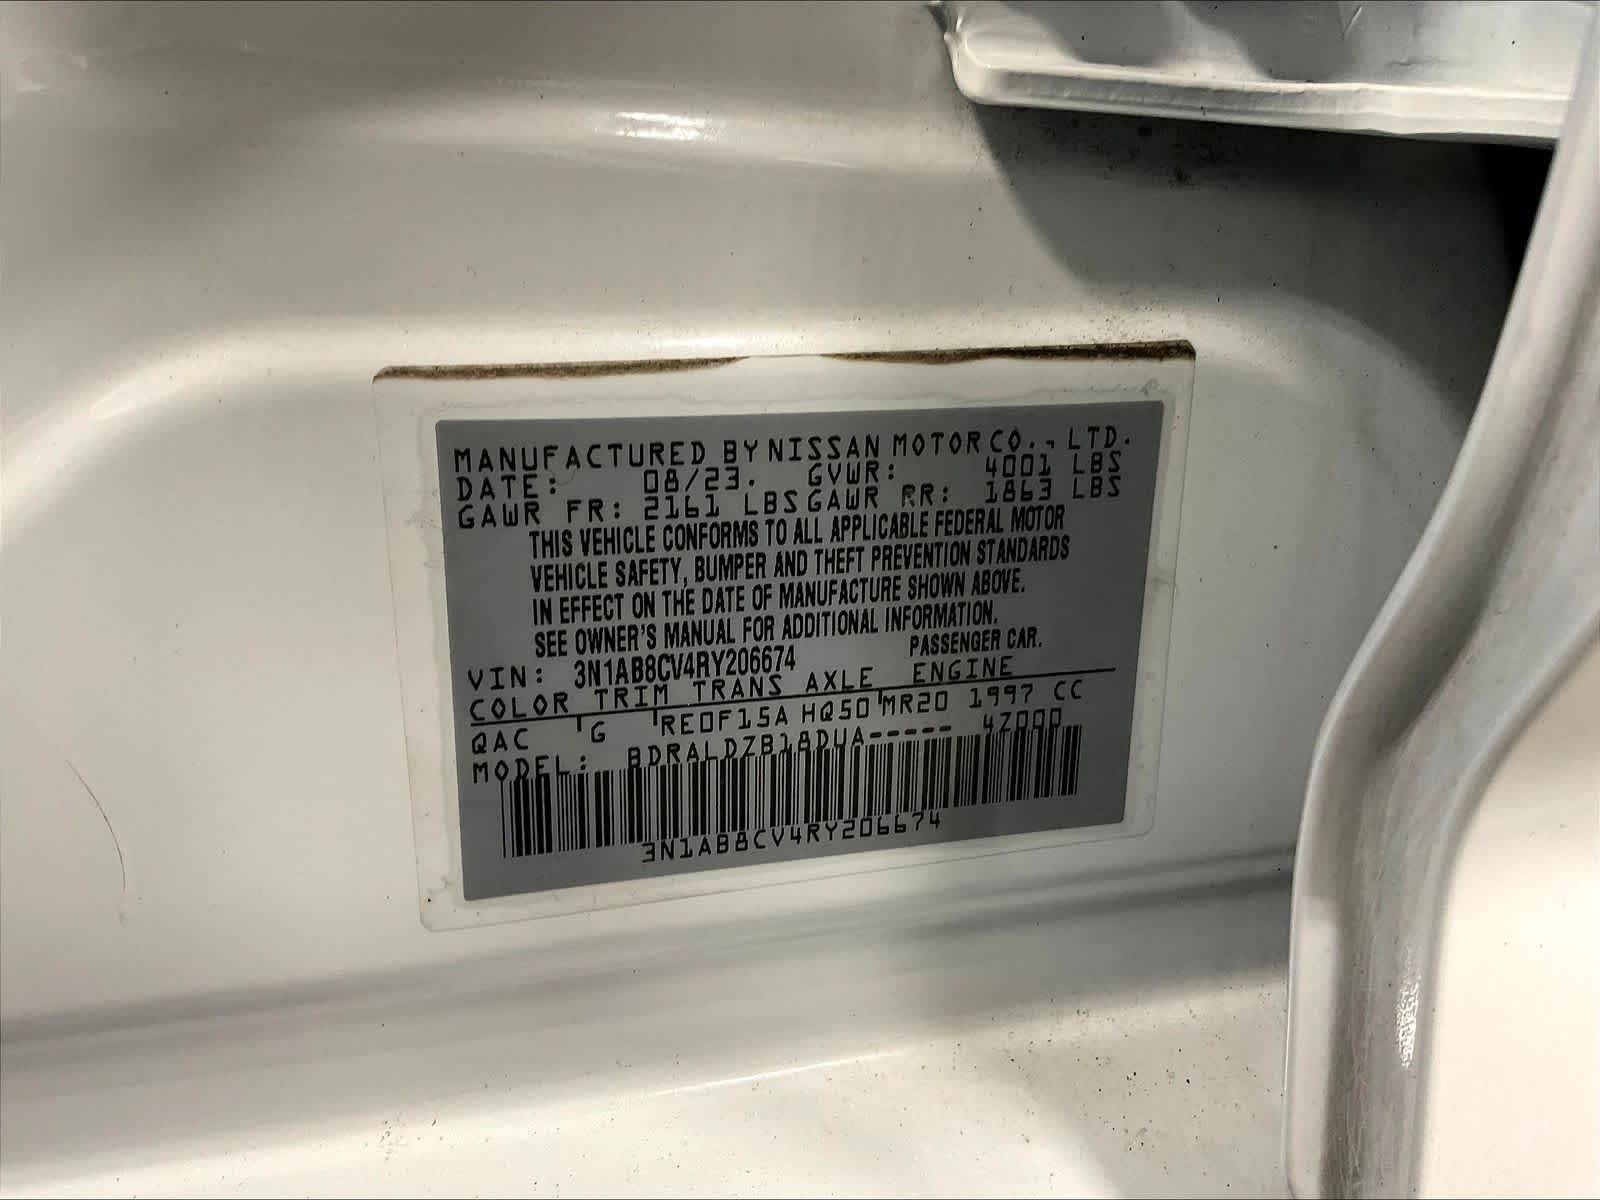 MANUFACTURED BY NISSAN MOTOR CO., LTD.
DATE: 08/23. GVWR: 4001 LBS
GAWR FR: 2161 LBS GAWR RR: 1863 LBS
THIS VEHICLE CONFORMS TO ALL APPLICABLE FEDERAL MOTOR
VEHICLE SAFETY, BUMPER AND THEFT PREVENTION STANDARDS
IN EFFECT ON THE DATE OF MANUFACTURE SHOWN ABOVE.
SEE OWNER'S MANUAL FOR ADDITIONAL INFORMATION.
VIN: 3N1AB8CV4RY206674 PASSENGER CAR.
COLOR TRIM TRANS AXLE ENGINE
QAC G RE0F15A HQ50 MR20 1997 CC
MODEL: BDRALDZB18DUA----- 4Z000
3N1AB8CV4RY206674